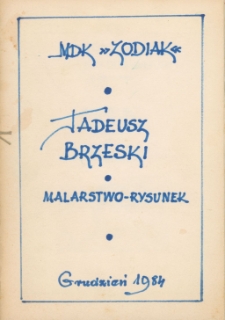 MDK »ZODIAK«
TADEUSZ
BRZESKI
MALARSTWO-RYSUNEK
Grudzień 1984